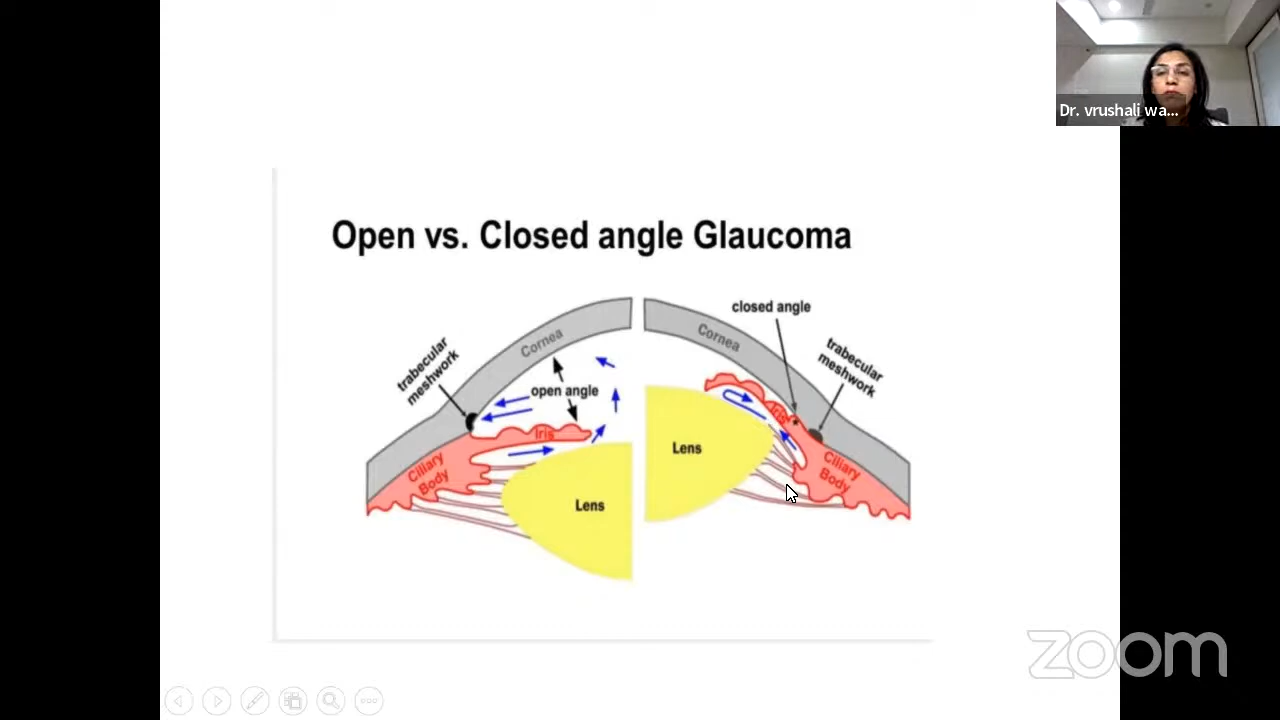 Dr. vrushali wa...
Open vs. Closed angle Glaucoma
closed angle
Cornea
Cornea
trabecular
meshwork
trabecular
meshwork
open angle
Iris
Iris
Lens
Ciliary
Body
Ciliary
Body
Lens
zoom